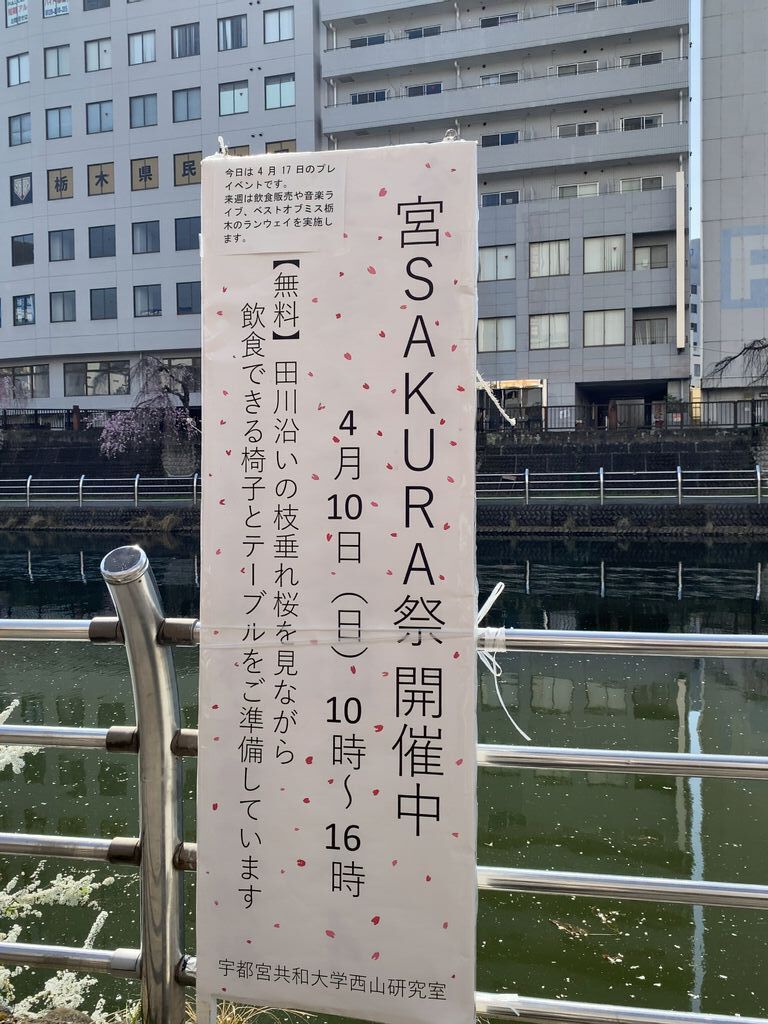 今日は4月17日のプレ
イベントです。
来週は飲食販売や音楽ラ
イブ、ベストオブミス栃
木のランウェイを実施し
ます。
宮SAKURA祭 開催中
4月10日（日）10時～16時
【無料】田川沿いの枝垂れ桜を見ながら
飲食できる椅子とテーブルをご準備しています
宇都宮共和大学西山研究室
栃木県民